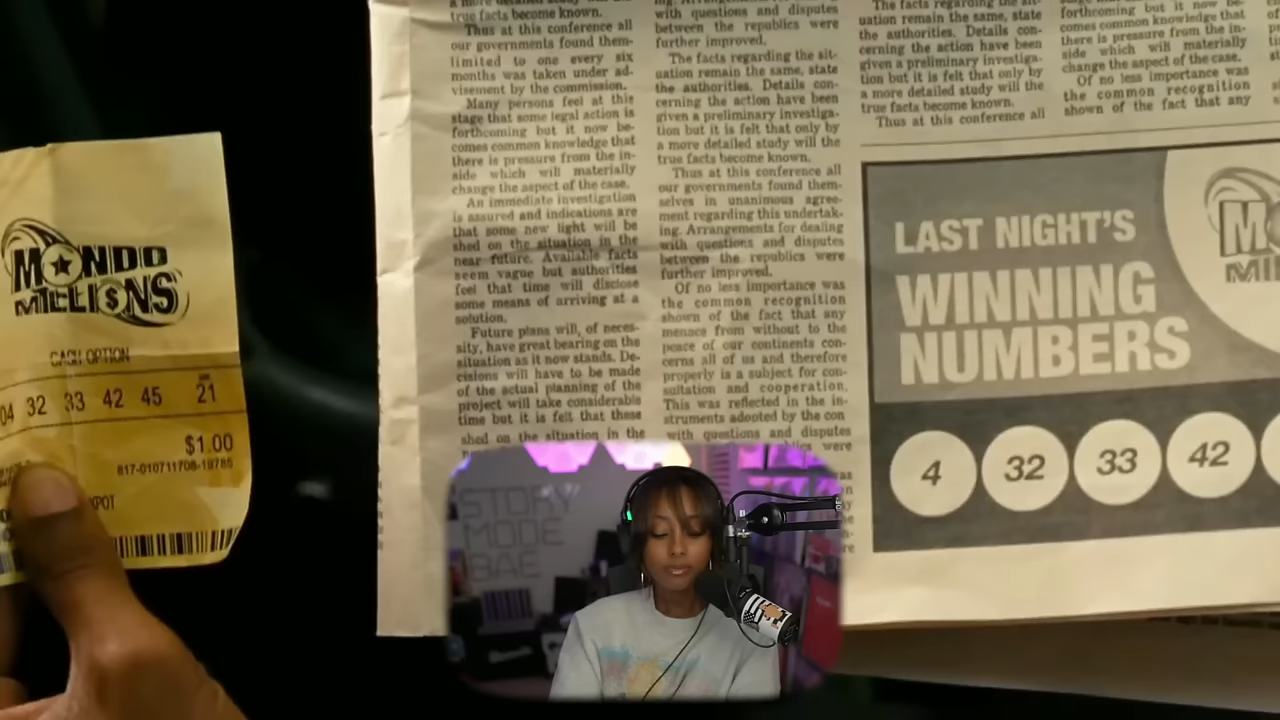 MONDO
MILLI$NS
CASH OPTION
04 32 33 42 45 21
$1.00
817-010711708-19785
true facts become known.
Thus at this conference all
our governments found them-
limited to one every six
months was taken under ad-
visement by the commission.
Many persons feel at this
stage that some legal action is
forthcoming but it now be-
comes common knowledge that
there is pressure from the in-
side which will materially
change the aspect of the case.
An immediate investigation
is assured and indications are
that some new light will be
shed on the situation in the
near future. Available facts
seem vague but authorities
feel that time will disclose
some means of arriving at a
solution.
Future plans will, of neces-
sity, have great bearing on the
situation as it now stands. De-
cisions will have to be made
of the actual planning of the
project will take considerable
time but it is felt that these
shed on the situation in the
with questions and disputes
between the republics were
further improved.
The facts regarding the sit-
uation remain the same, state
the authorities. Details con-
cerning the action have been
given a preliminary investiga-
tion but it is felt that only by
a more detailed study will the
true facts become known.
Thus at this conference all
our governments found them-
selves in unanimous agree-
ment regarding this undertak-
ing. Arrangements for dealing
with questions and disputes
between the republics were
further improved.
Of no less importance was
the common recognition
shown of the fact that any
menace from without to the
peace of our continents con-
cerns all of us and therefore
properly is a subject for con-
sultation and cooperation.
This was reflected in the in-
struments adopted by the con
with questions and disputes
were
The facts regarding the sit-
uation remain the same, state
the authorities. Details con-
cerning the action have been
given a preliminary investiga-
tion but it is felt that only by
a more detailed study will the
true facts become known.
Thus at this conference all
forthcoming but it now be-
comes common knowledge that
there is pressure from the in-
side which will materially
change the aspect of the case.
Of no less importance was
the common recognition
shown of the fact that any
LAST NIGHT'S
WINNING
NUMBERS
4 32 33 42
STORY
MODE
BAE